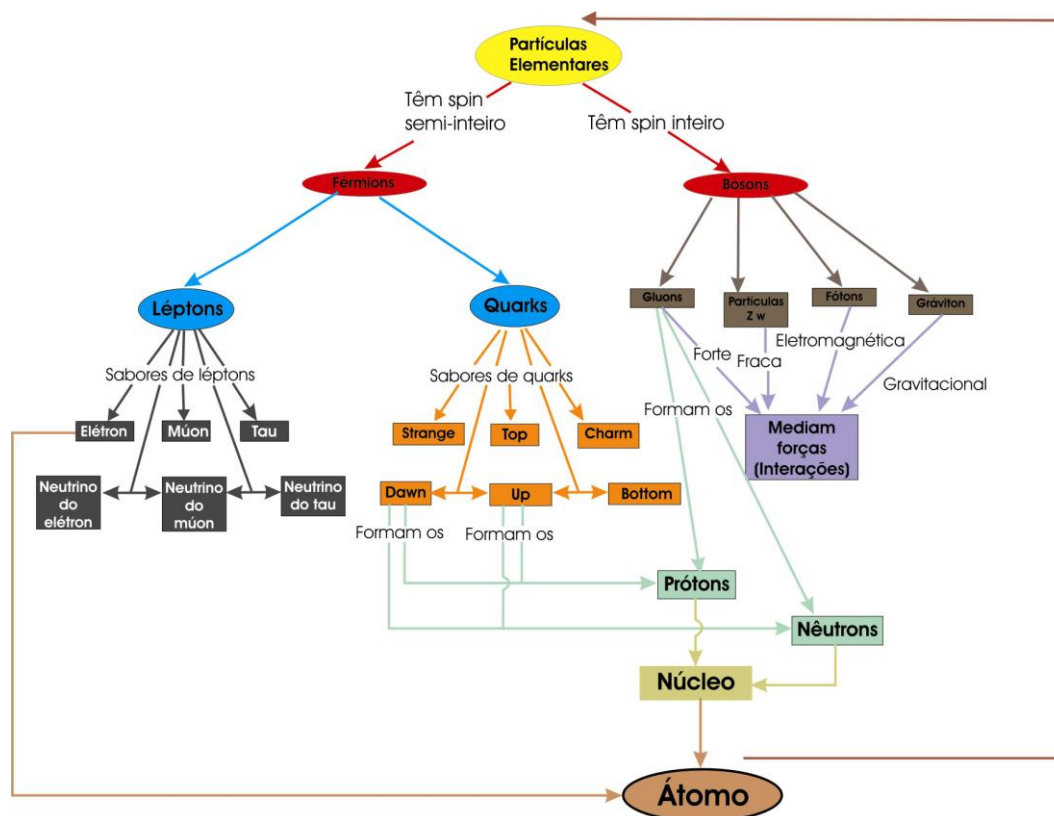 Partículas
Elementares
Têm spin
semi-inteiro
Têm spin inteiro
Férmions
Bósons
Léptons
Quarks
Gluons
Partículas
Z w
Fótons
Gráviton
Sabores de léptons
Sabores de quarks
Forte
Fraca
Eletromagnética
Gravitacional
Formam os
Elétron
Múon
Tau
Strange
Top
Charm
Mediam
forças
(Interações)
Neutrino
do
elétron
Neutrino
do
múon
Neutrino
do tau
Dawn
Up
Bottom
Formam os
Formam os
Prótons
Nêutrons
Núcleo
Átomo